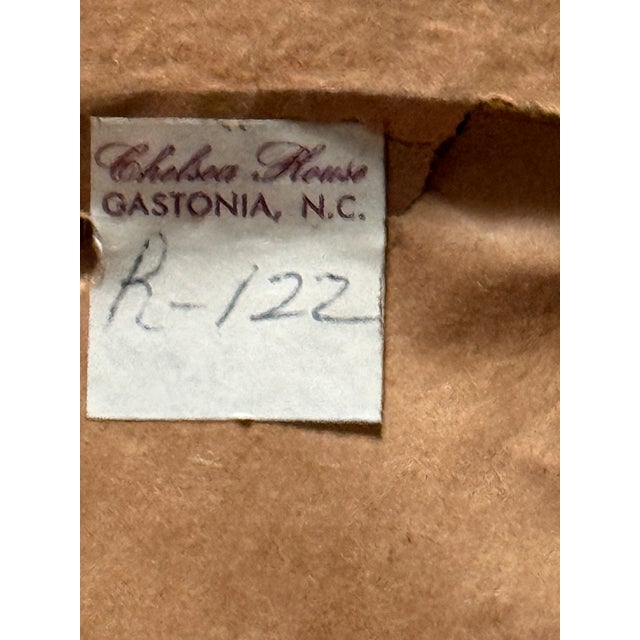 Chelsea House
GASTONIA, N.C.
R-122